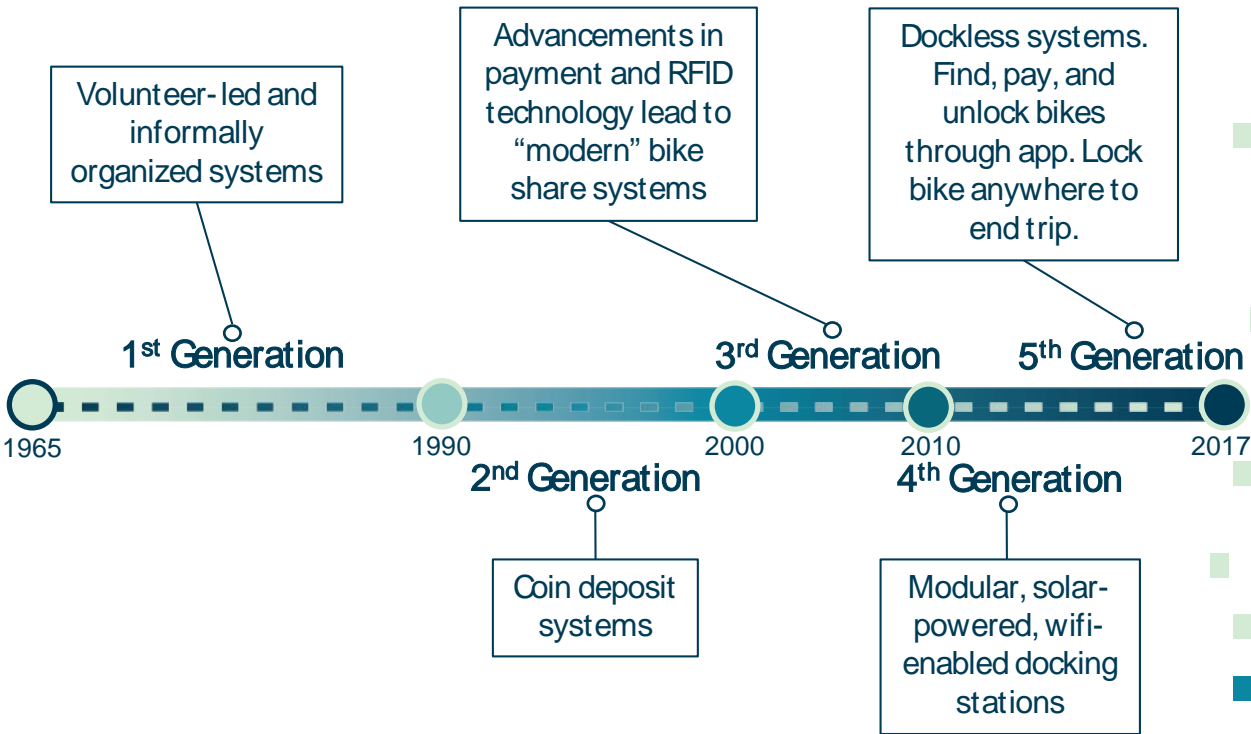 Volunteer-led and
informally
organized systems
Advancements in
payment and RFID
technology lead to
“modern” bike
share systems
Dockless systems.
Find, pay, and
unlock bikes
through app. Lock
bike anywhere to
end trip.
1st Generation
3rd Generation
5th Generation
1965
1990
2000
2010
2017
2nd Generation
4th Generation
Coin deposit
systems
Modular, solar-
powered, wifi-
enabled docking
stations